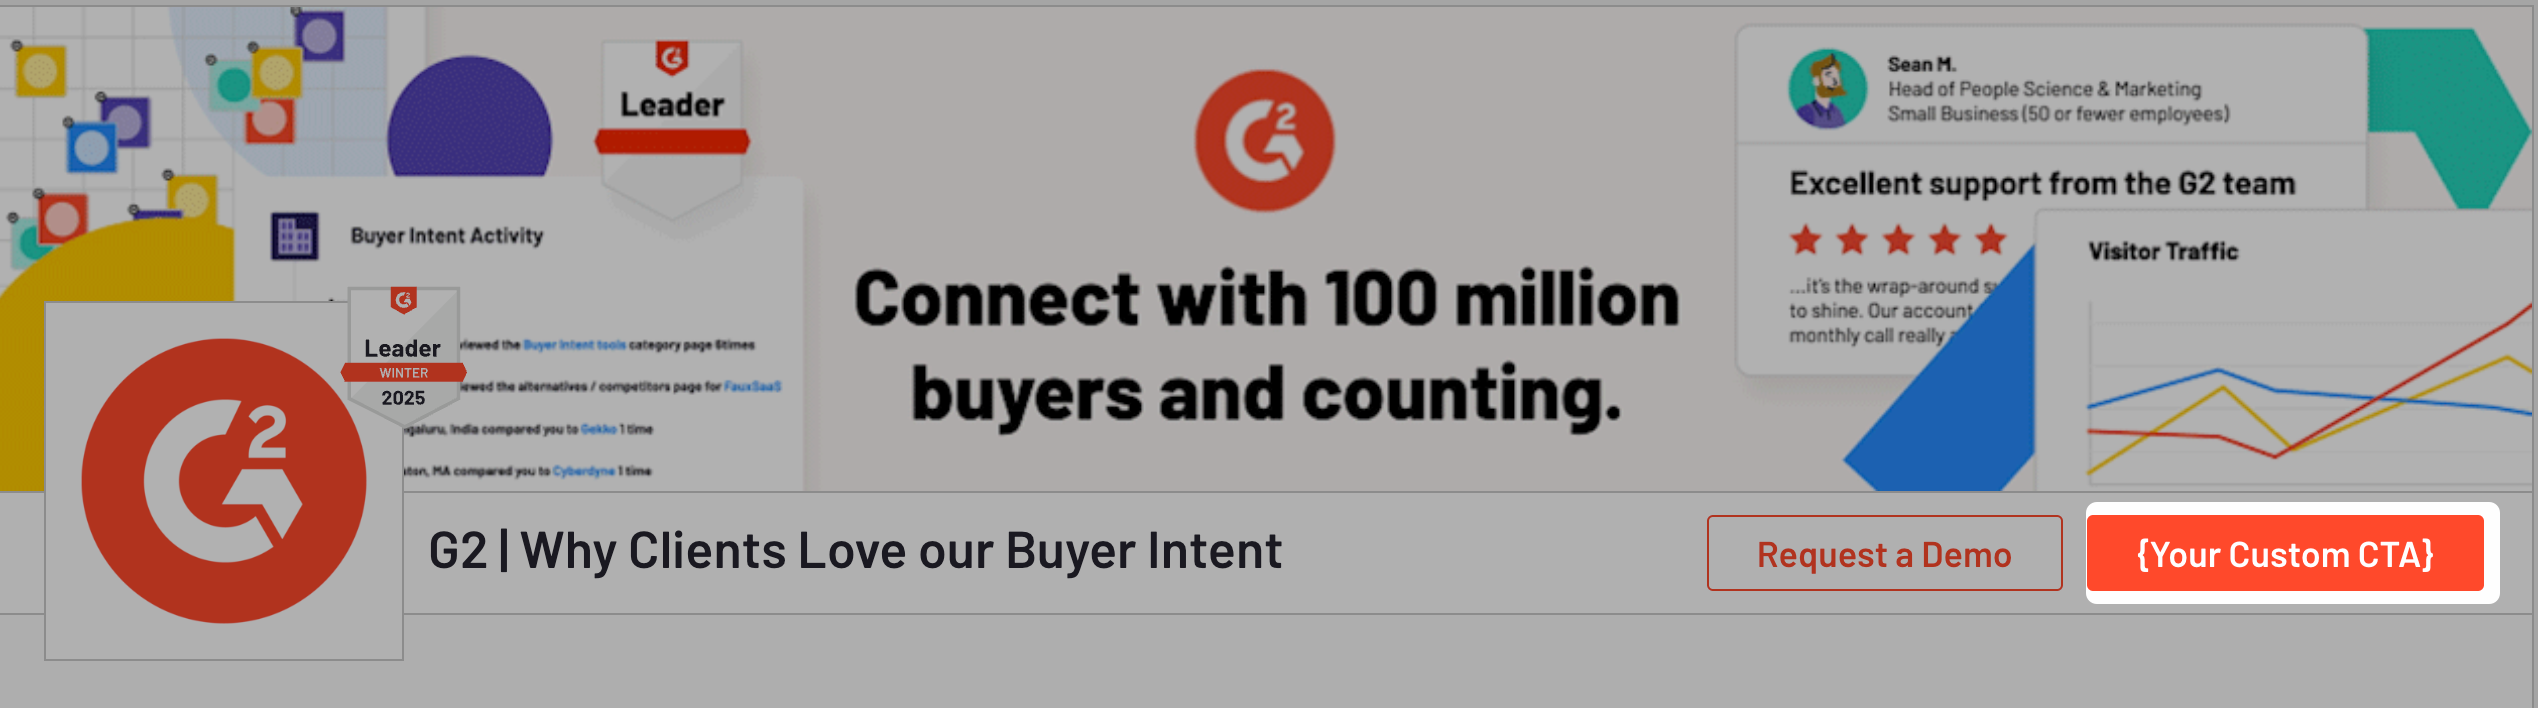 Leader
Buyer Intent Activity
iewed the Buyer Intent tools category page 6times
ewed the alternatives / competitors page for FauxSaaS
galuru, India compared you to Gekko 1 time
ton, MA compared you to Cyberdyne 1 time
G2
Connect with 100 million
buyers and counting.
Sean M.
Head of People Science & Marketing
Small Business (50 or fewer employees)
Excellent support from the G2 team
...it's the wrap-around
to shine. Our account
monthly call really
Visitor Traffic
G2
Leader
WINTER
2025
G2 | Why Clients Love our Buyer Intent
Request a Demo
{Your Custom CTA}